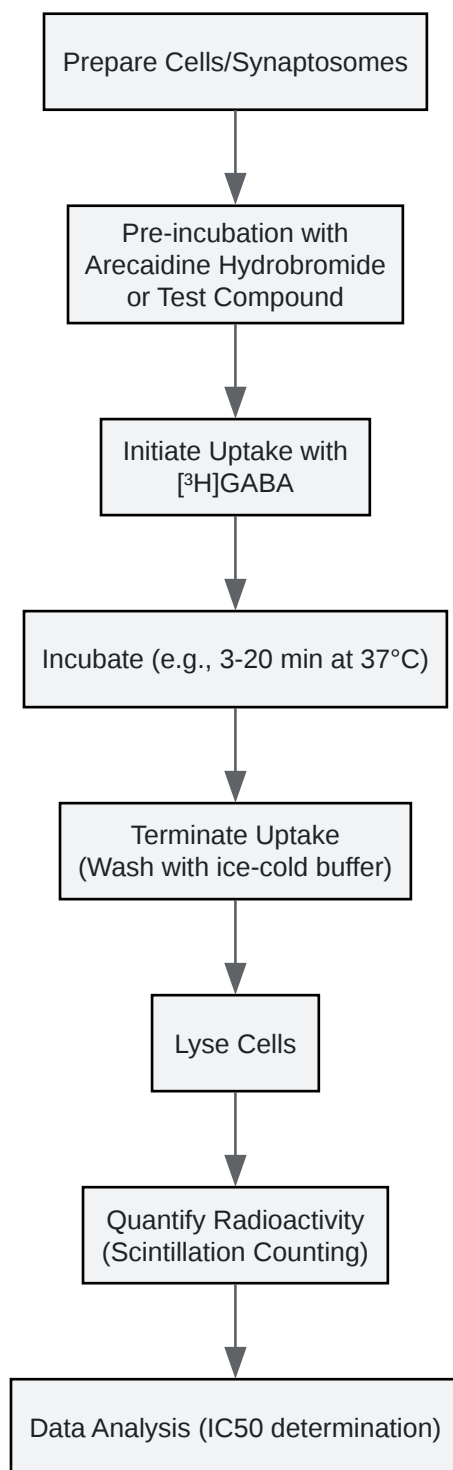 Prepare Cells/Synaptosomes
Pre-incubation with
Arecaidine Hydrobromide
or Test Compound
Initiate Uptake with
[³H]GABA
Incubate (e.g., 3-20 min at 37°C)
Terminate Uptake
(Wash with ice-cold buffer)
Lyse Cells
Quantify Radioactivity
(Scintillation Counting)
Data Analysis (IC50 determination)